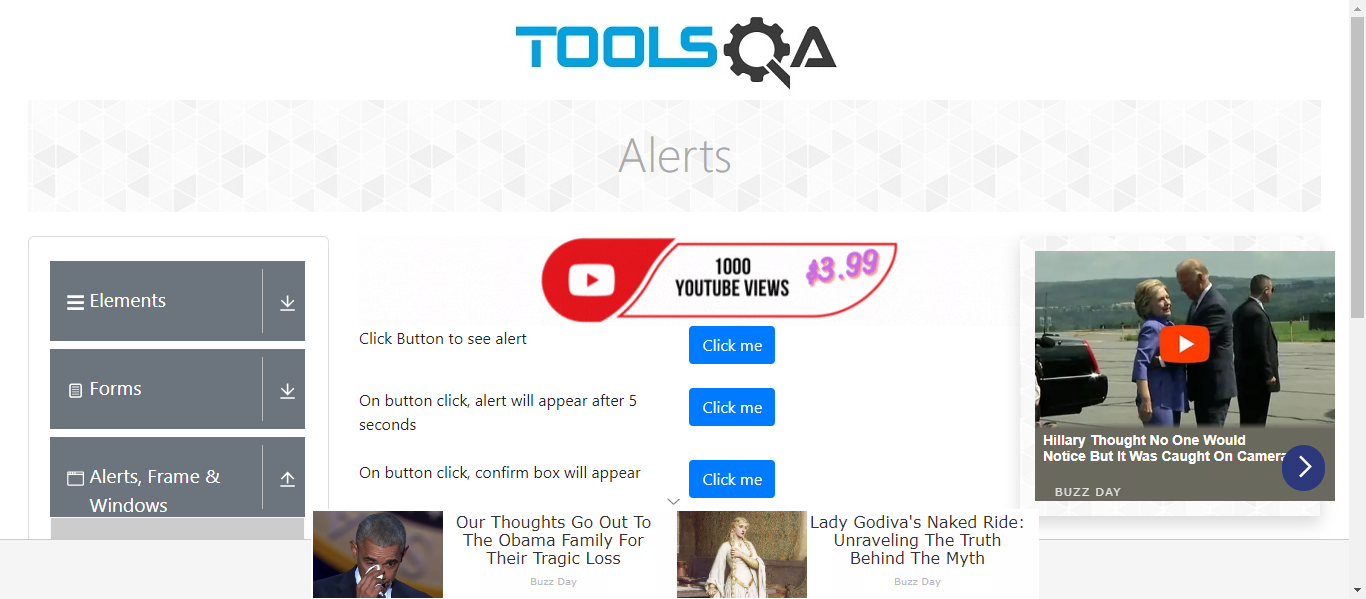 TOOLSQA
Alerts
Elements
Forms
Alerts, Frame &
Windows
1000
YOUTUBE VIEWS
$3.99
Click Button to see alert
Click me
On button click, alert will appear after 5
seconds
Click me
On button click, confirm box will appear
Click me
Hillary Thought No One Would
Notice But It Was Caught On Camera
BUZZ DAY
Our Thoughts Go Out To
The Obama Family For
Their Tragic Loss
Buzz Day
Lady Godiva's Naked Ride:
Unraveling The Truth
Behind The Myth
Buzz Day